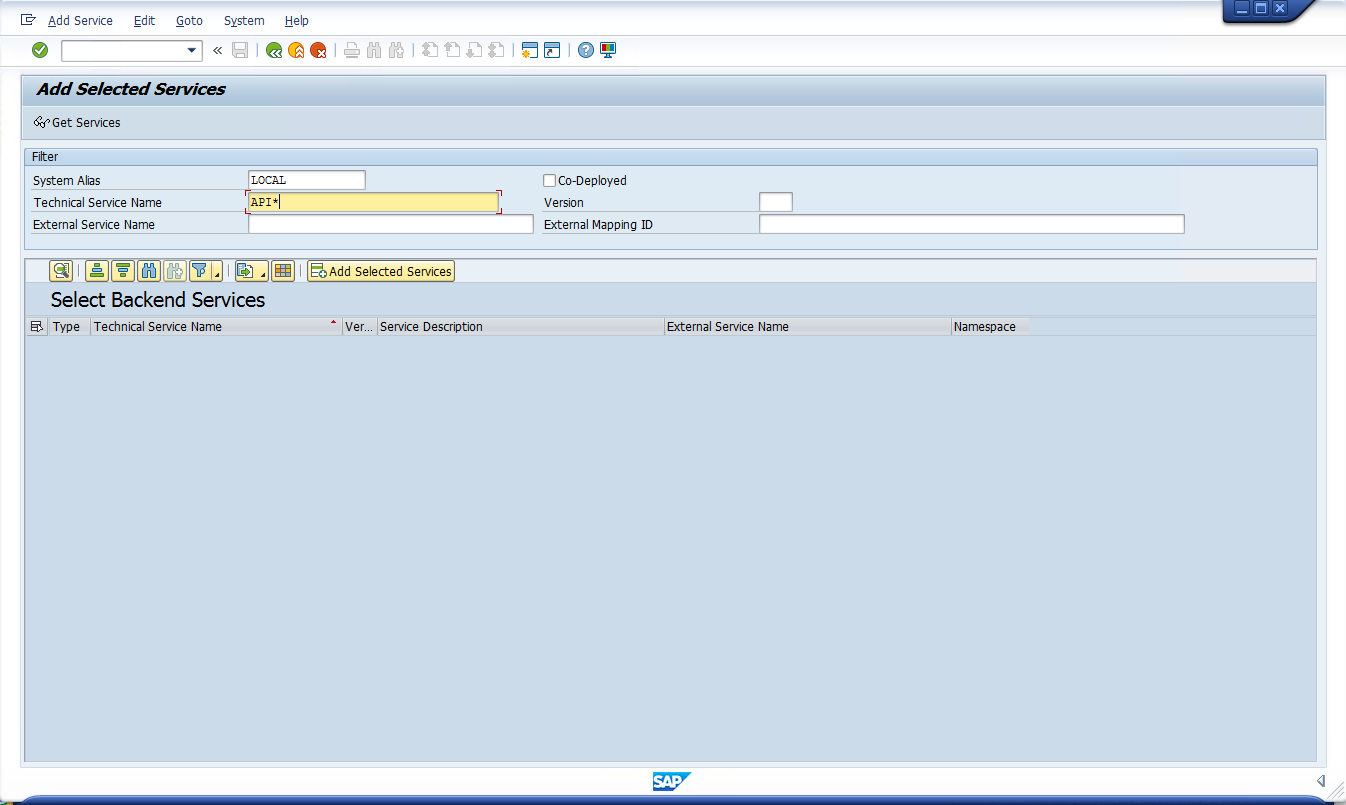 Add Service Edit Goto System Help
Add Selected Services
Get Services
Filter
System Alias LOCAL Co-Deployed
Technical Service Name API* Version
External Service Name External Mapping ID
Add Selected Services
Select Backend Services
Type Technical Service Name Ver... Service Description External Service Name Namespace
SAP